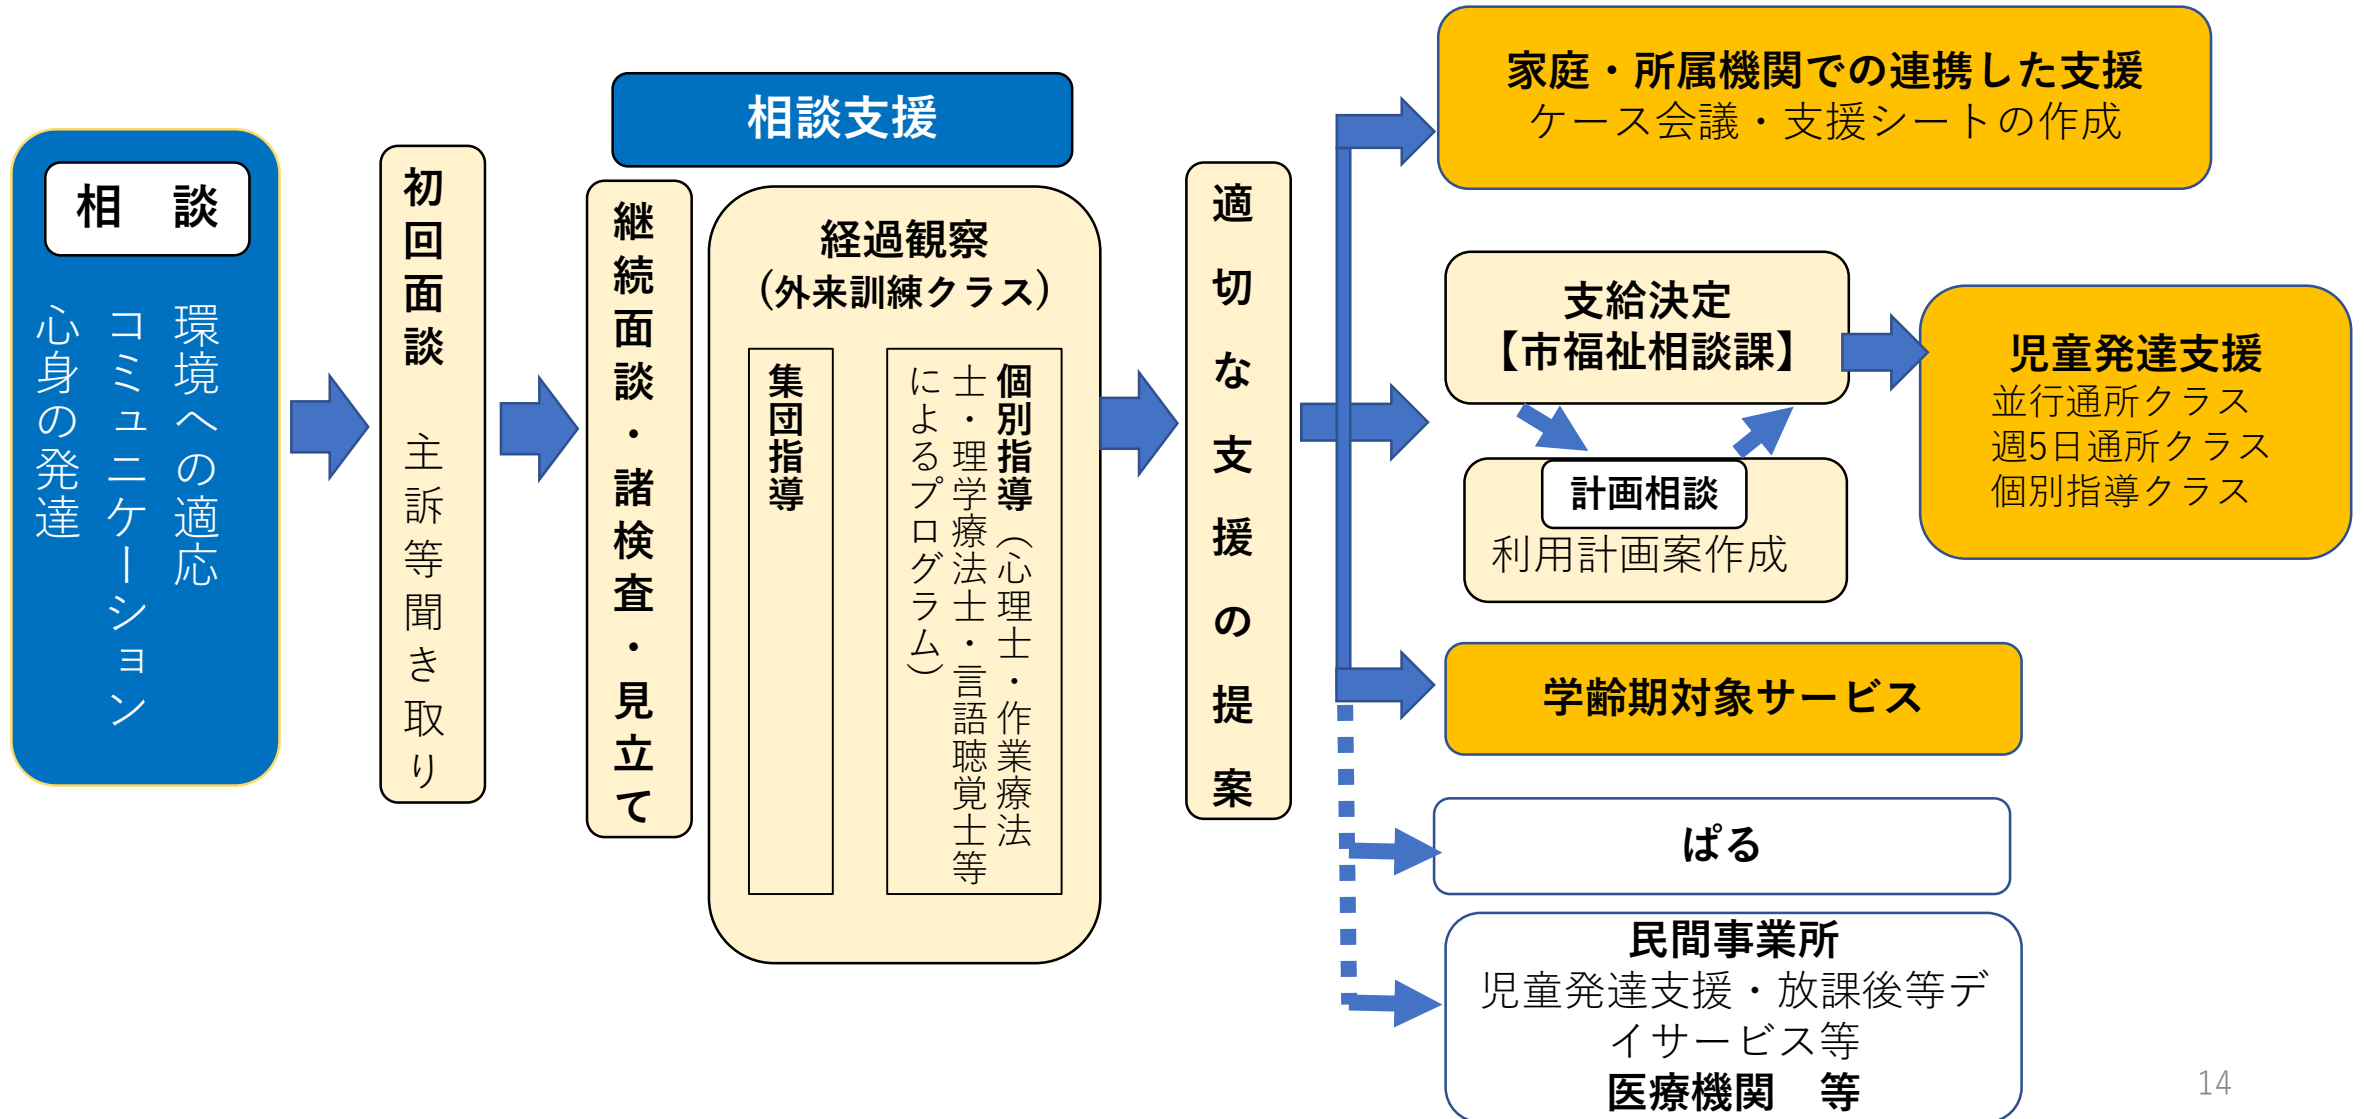 相　談
環境への適応
コミュニケーション
心身の発達
初回面談　主訴等聞き取り
相談支援
継続面談・諸検査・見立て
経過観察
（外来訓練クラス）
個別指導（心理士・作業療法
士・理学療法士・言語聴覚士等
によるプログラム）
集団指導
適切な支援の提案
家庭・所属機関での連携した支援
ケース会議・支援シートの作成
支給決定
【市福祉相談課】
計画相談
利用計画案作成
児童発達支援
並行通所クラス
週5日通所クラス
個別指導クラス
学齢期対象サービス
ぱる
民間事業所
児童発達支援・放課後等デ
イサービス等
医療機関　等
14